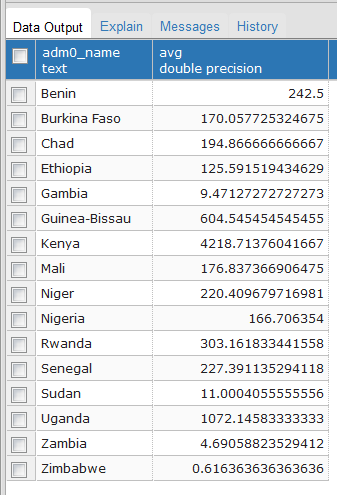 Data Output Explain Messages History
adm0_name avg
text double precision
Benin 242.5
Burkina Faso 170.057725324675
Chad 194.866666666667
Ethiopia 125.591519434629
Gambia 9.47127272727273
Guinea-Bissau 604.545454545455
Kenya 4218.71376041667
Mali 176.837366906475
Niger 220.409679716981
Nigeria 166.706354
Rwanda 303.161833441558
Senegal 227.391135294118
Sudan 11.0004055555556
Uganda 1072.14583333333
Zambia 4.69058823529412
Zimbabwe 0.616363636363636